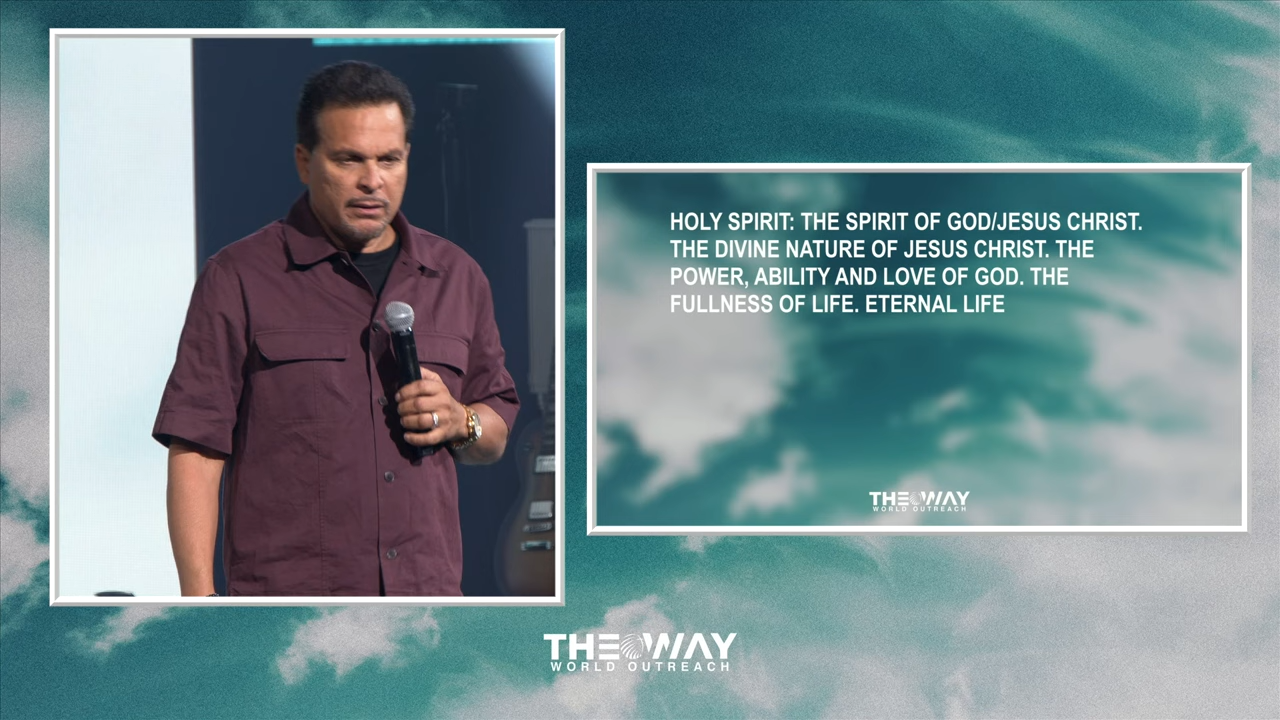 HOLY SPIRIT: THE SPIRIT OF GOD/JESUS CHRIST.
THE DIVINE NATURE OF JESUS CHRIST. THE
POWER, ABILITY AND LOVE OF GOD. THE
FULLNESS OF LIFE. ETERNAL LIFE
THE WAY
WORLD OUTREACH
THE WAY
WORLD OUTREACH